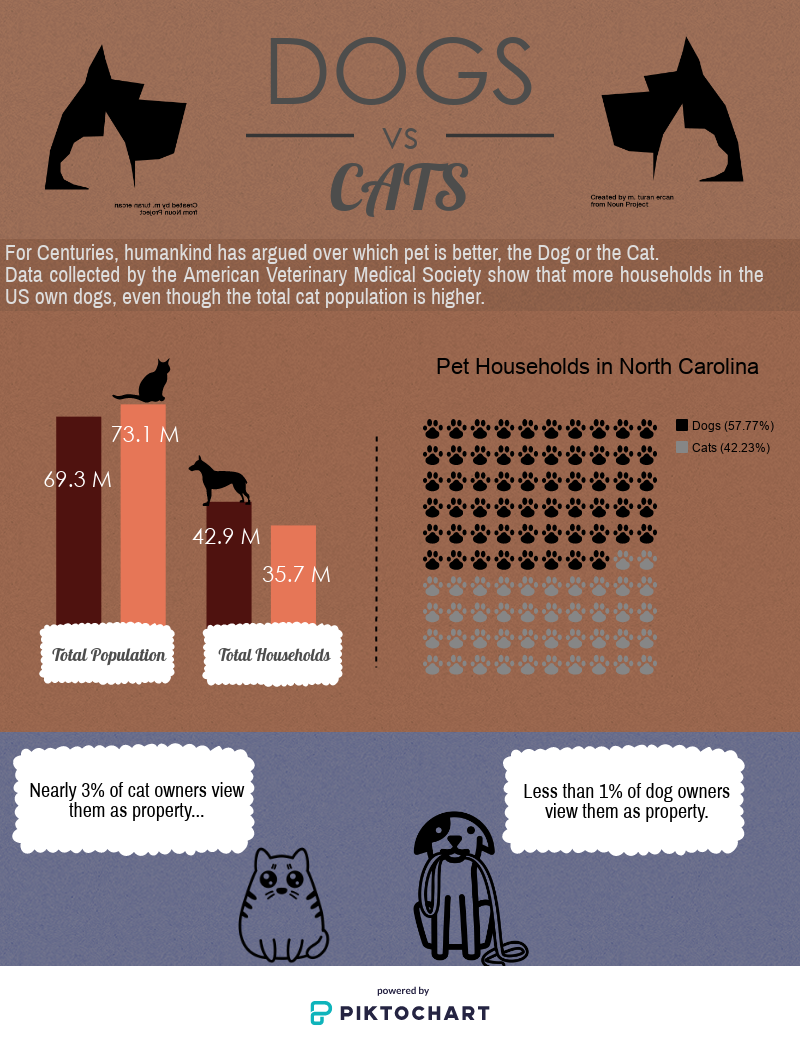 DOGS
VS
CATS
Created by m. turan ercan
from Noun Project
Created by m. turan ercan
from Noun Project
For Centuries, humankind has argued over which pet is better, the Dog or the Cat.
Data collected by the American Veterinary Medical Society show that more households in the
US own dogs, even though the total cat population is higher.
Pet Households in North Carolina
Dogs (57.77%)
Cats (42.23%)
73.1 M
69.3 M
42.9 M
35.7 M
Total Population
Total Households
Nearly 3% of cat owners view
them as property...
Less than 1% of dog owners
view them as property.
powered by
PIKTOCHART